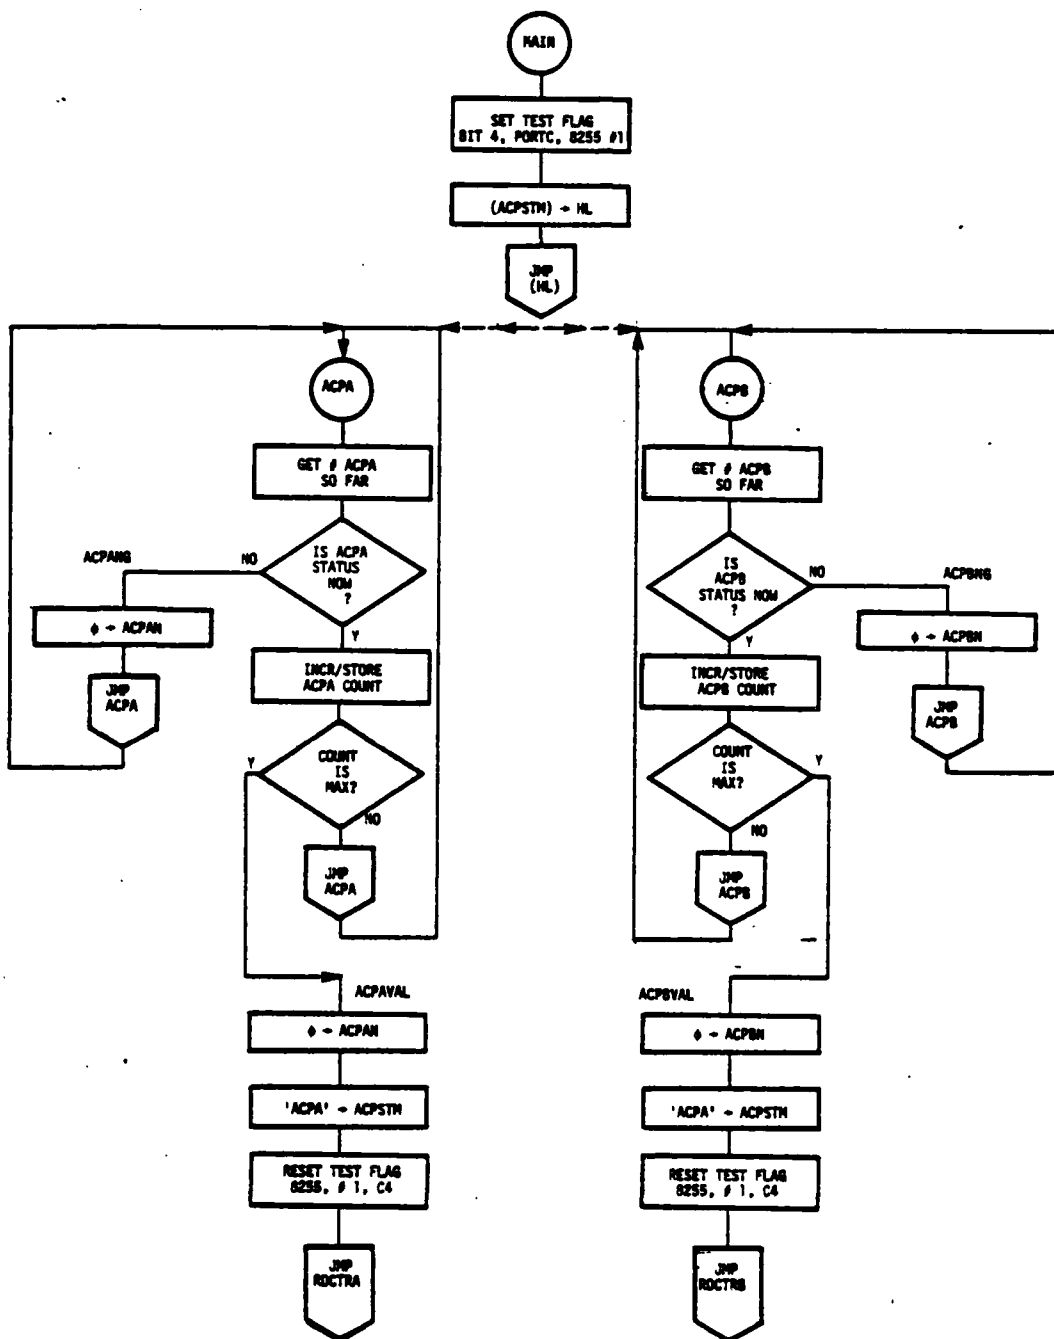 MAIN
SET TEST FLAG
BIT 4, PORTC, 8255 #1
(ACPSTM) → HL
JMP
(HL)
ACPA
GET # ACPA
SO FAR
IS ACPA
STATUS
NOW
?
NO
ACPANG
Y
ϕ → ACPAN
JMP
ACPA
INCR/STORE
ACPA COUNT
COUNT
IS
MAX?
Y
NO
JMP
ACPA
ACPAVAL
ϕ → ACPAN
'ACPA' → ACPSTM
RESET TEST FLAG
8255, # 1, C4
JMP
RDCTRA
ACPB
GET # ACPB
SO FAR
IS
ACPB
STATUS NOW
?
NO
ACPBNG
Y
ϕ → ACPBN
JMP
ACPB
INCR/STORE
ACPB COUNT
COUNT
IS
MAX?
Y
NO
JMP
ACPB
ACPBVAL
ϕ → ACPBN
'ACPA' → ACPSTM
RESET TEST FLAG
8255, # 1, C4
JMP
RDCTRB